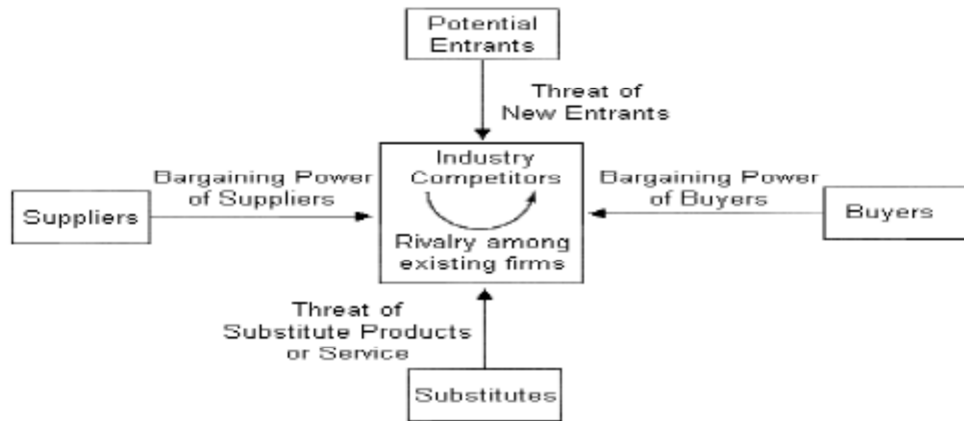 Potential
Entrants
Threat of
New Entrants
Industry
Competitors
Bargaining Power
of Suppliers
Bargaining Power
of Buyers
Suppliers
Buyers
Rivalry among
existing firms
Threat of
Substitute Products
or Service
Substitutes